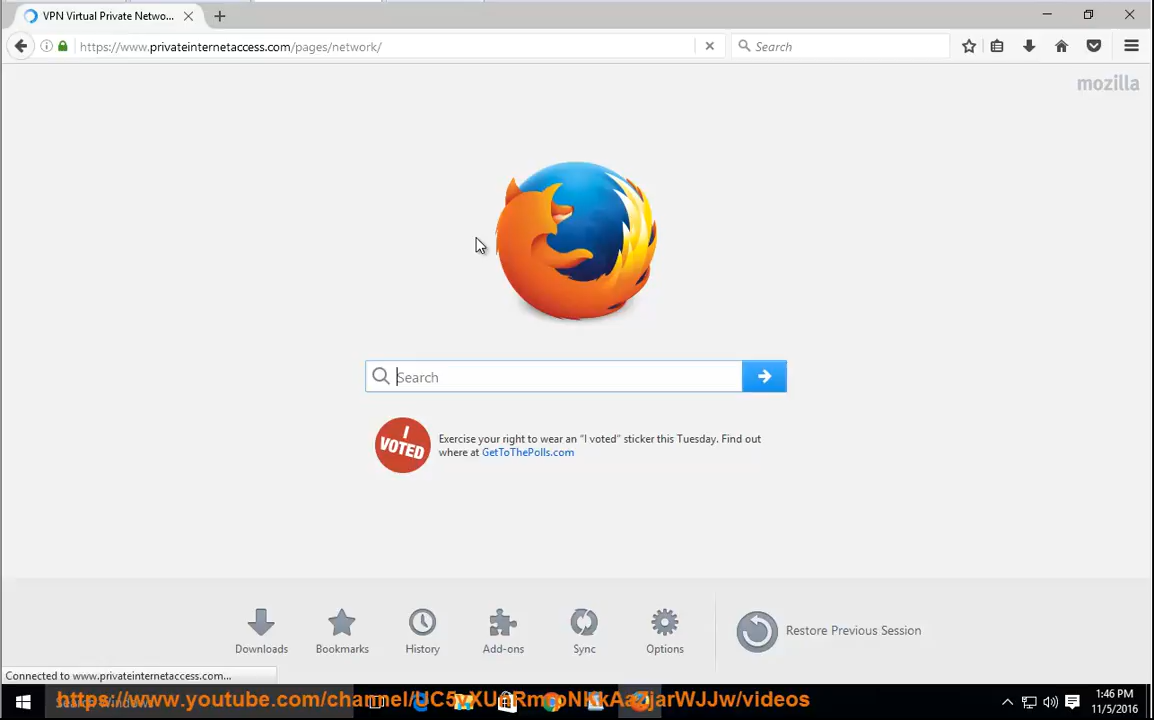 VPN Virtual Private Netwo...
https://www.privateinternetaccess.com/pages/network/
Search
mozilla
Search
I VOTED
Exercise your right to wear an “I voted” sticker this Tuesday. Find out
where at GetToThePolls.com
Downloads
Bookmarks
History
Add-ons
Sync
Options
Restore Previous Session
Connected to www.privateinternetaccess.com...
Search Windows
1:46 PM
11/5/2016